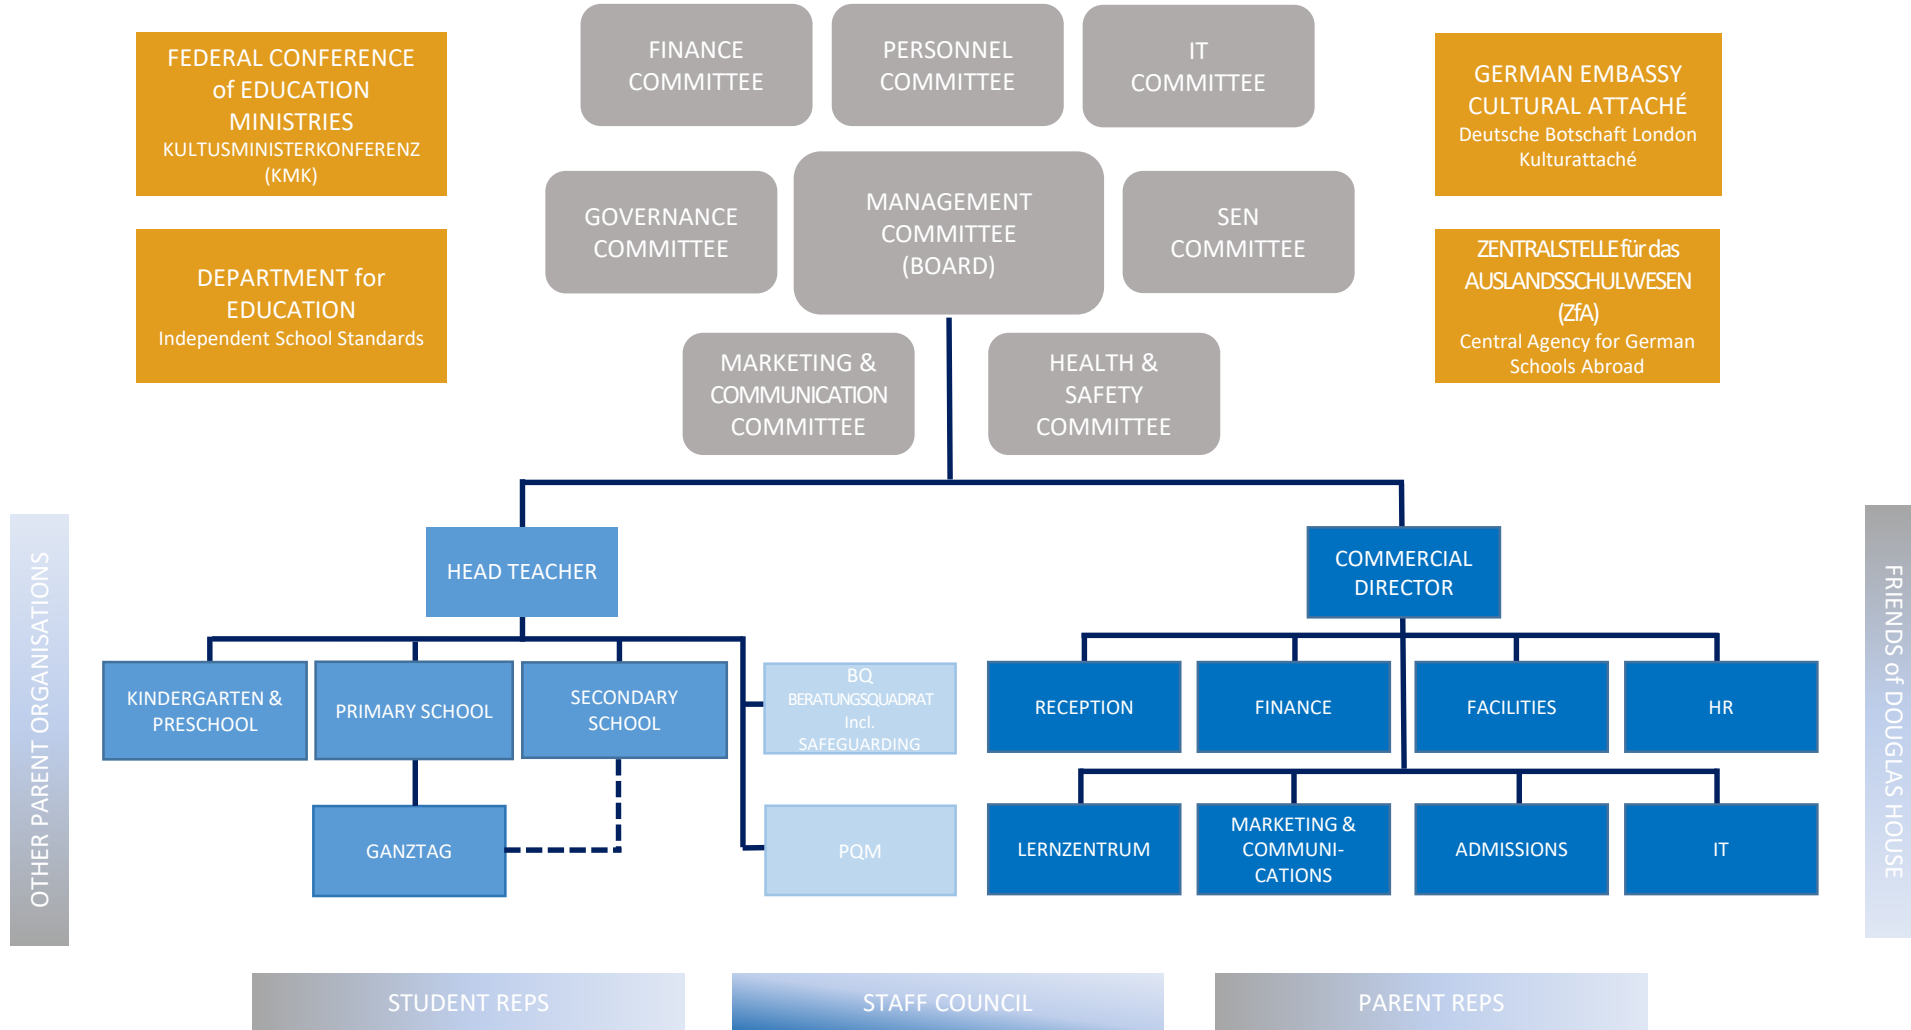 FEDERAL CONFERENCE
of EDUCATION
MINISTRIES
KULTUSMINISTERKONFERENZ
(KMK)
DEPARTMENT for
EDUCATION
Independent School Standards
FINANCE
COMMITTEE
PERSONNEL
COMMITTEE
IT
COMMITTEE
GOVERNANCE
COMMITTEE
MANAGEMENT
COMMITTEE
(BOARD)
SEN
COMMITTEE
MARKETING &
COMMUNICATION
COMMITTEE
HEALTH &
SAFETY
COMMITTEE
GERMAN EMBASSY
CULTURAL ATTACHÉ
Deutsche Botschaft London
Kulturattaché
ZENTRALSTELLE für das
AUSLANDSSCHULWESEN
(ZfA)
Central Agency for German
Schools Abroad
OTHER PARENT ORGANISATIONS
HEAD TEACHER
COMMERCIAL
DIRECTOR
FRIENDS of DOUGLAS HOUSE
KINDERGARTEN &
PRESCHOOL
PRIMARY SCHOOL
SECONDARY
SCHOOL
BQ
BERATUNGSQUADRAT
Incl.
SAFEGUARDING
RECEPTION
FINANCE
FACILITIES
HR
GANZTAG
PQM
LERNZENTRUM
MARKETING &
COMMUNI-
CATIONS
ADMISSIONS
IT
STUDENT REPS
STAFF COUNCIL
PARENT REPS